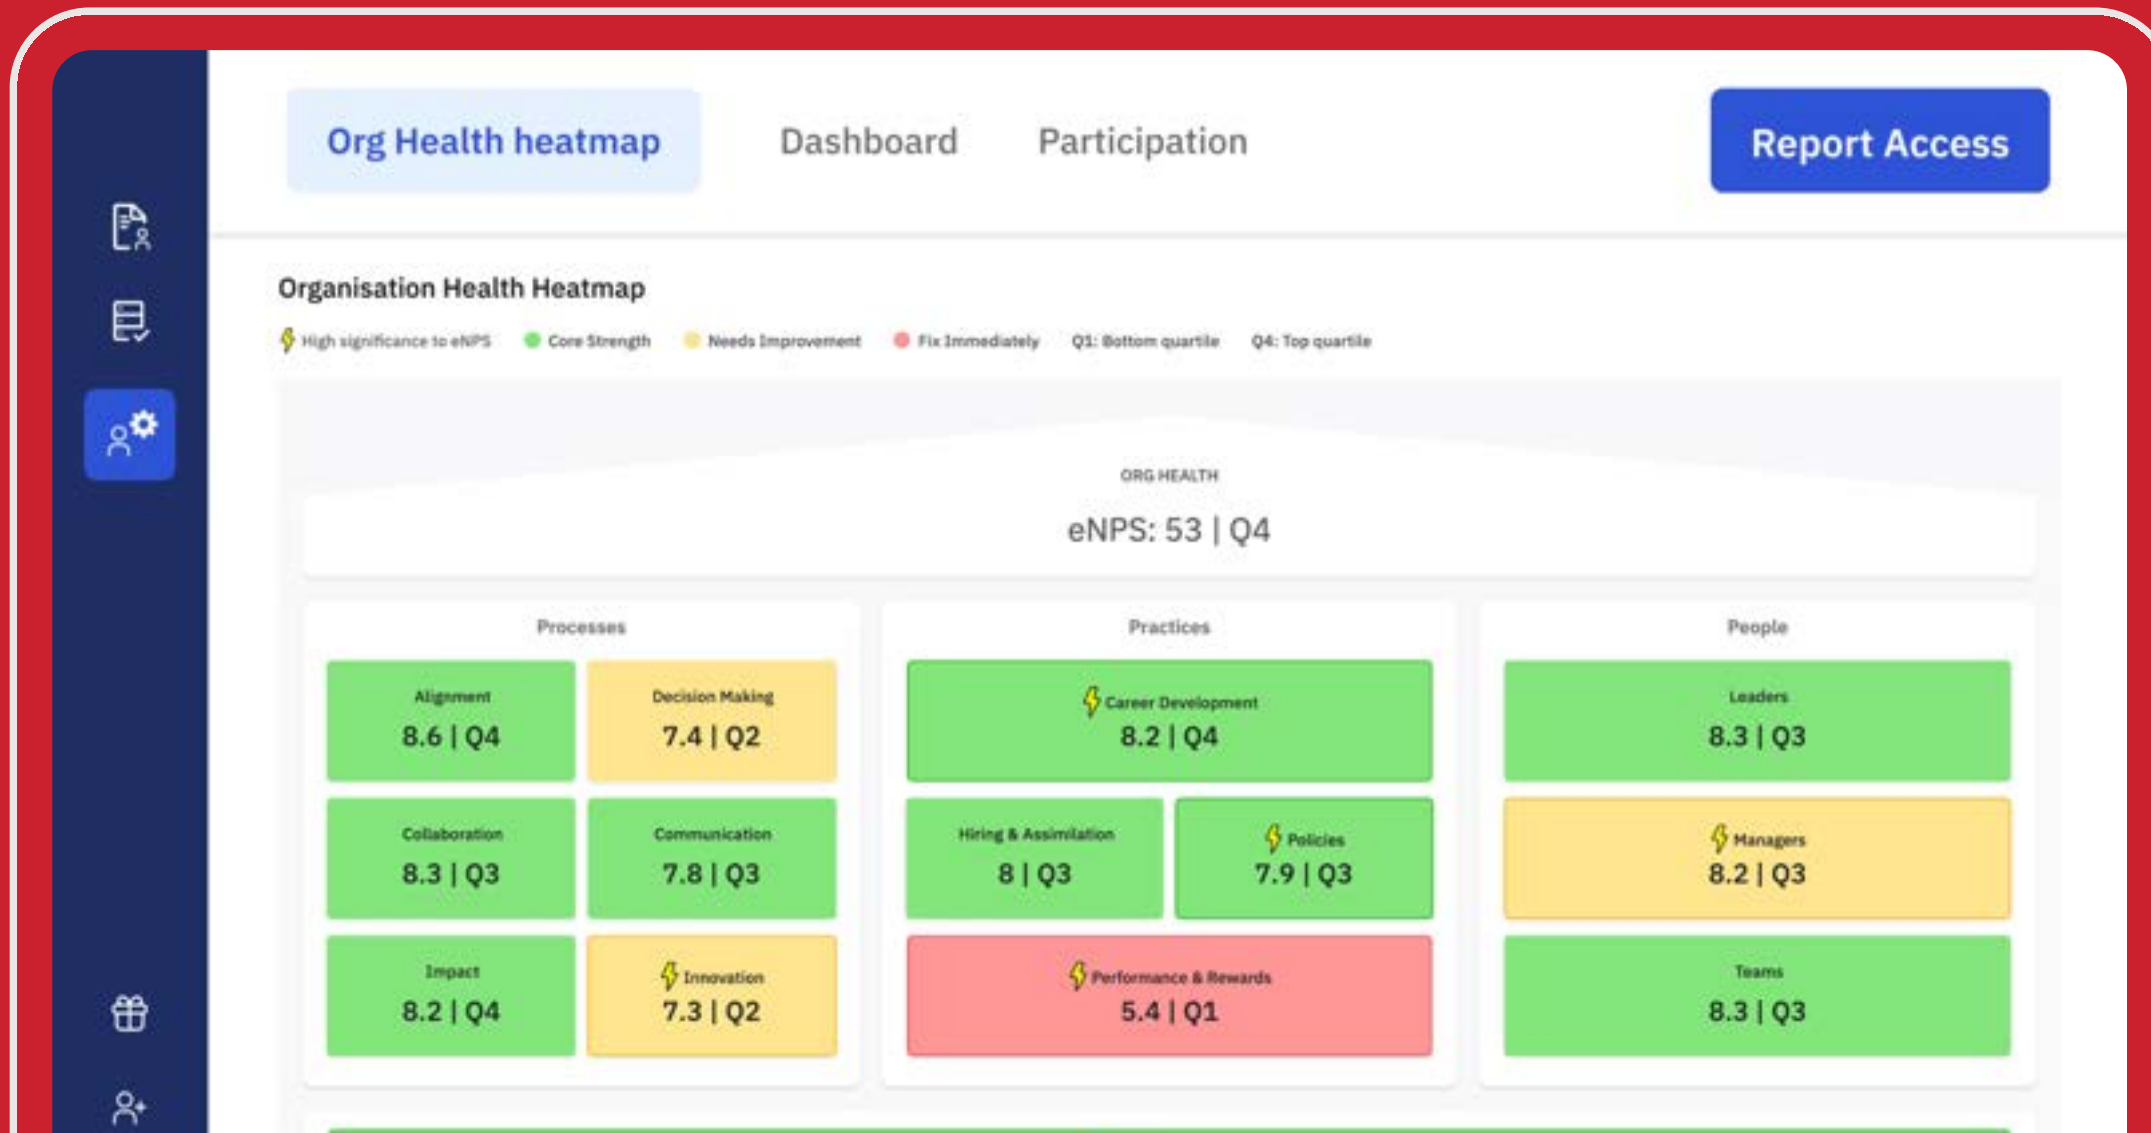 Org Health heatmap
Dashboard
Participation
Report Access
Organisation Health Heatmap
High significance to eNPS
Core Strength
Needs Improvement
Fix Immediately
Q1: Bottom quartile
Q4: Top quartile
ORG HEALTH
eNPS: 53 | Q4
Processes
Alignment
8.6 | Q4
Decision Making
7.4 | Q2
Collaboration
8.3 | Q3
Communication
7.8 | Q3
Impact
8.2 | Q4
Innovation
7.3 | Q2
Practices
Career Development
8.2 | Q4
Hiring & Assimilation
8 | Q3
Policies
7.9 | Q3
Performance & Rewards
5.4 | Q1
People
Leaders
8.3 | Q3
Managers
8.2 | Q3
Teams
8.3 | Q3